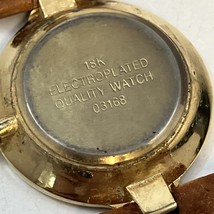 18K
ELECTROPLATED
QUALITY WATCH
03168